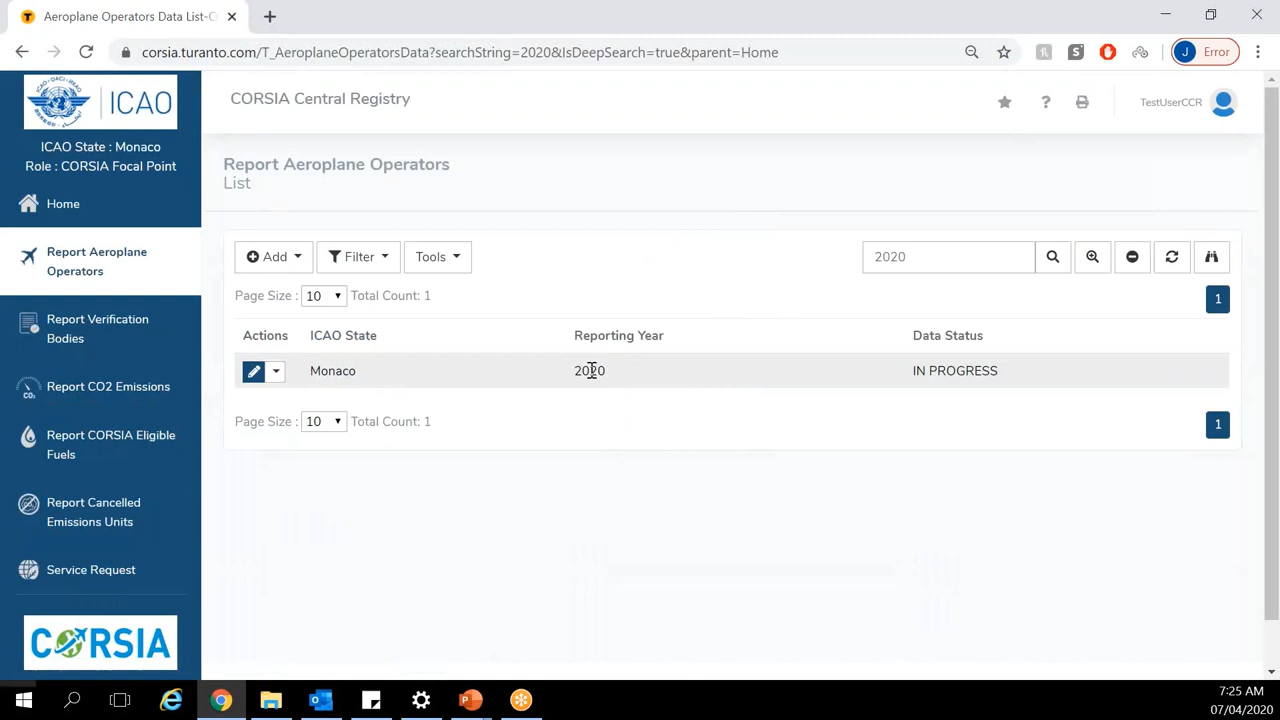 Aeroplane Operators Data List-C
corsia.turanto.com/T_AeroplaneOperatorsData?searchString=2020&IsDeepSearch=true&parent=Home
J Error
ICAO
ICAO State : Monaco
Role : CORSIA Focal Point
Home
Report Aeroplane
Operators
Report Verification
Bodies
CO₂
Report CO2 Emissions
Report CORSIA Eligible
Fuels
Report Cancelled
Emissions Units
Service Request
CORSIA
CORSIA Central Registry
?
TestUserCCR
Report Aeroplane Operators
List
Add
Filter
Tools
2020
Page Size : 10 Total Count: 1
1
Actions ICAO State Reporting Year Data Status
Monaco 2020 IN PROGRESS
Page Size : 10 Total Count: 1
1
7:25 AM
07/04/2020